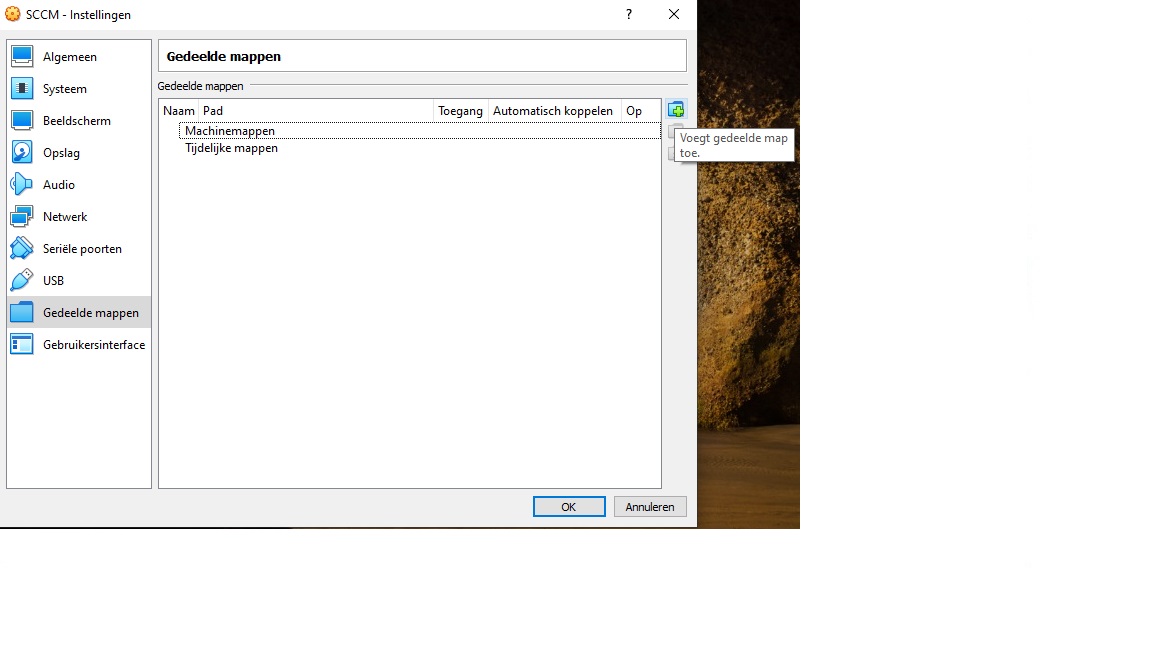 SCCM - Instellingen
?
Algemeen
Systeem
Beeldscherm
Opslag
Audio
Netwerk
Seriële poorten
USB
Gedeelde mappen
Gebruikersinterface
Gedeelde mappen
Gedeelde mappen
Naam Pad Toegang Automatisch koppelen Op
Machinemappen
Tijdelijke mappen
Voegt gedeelde map
toe.
OK Annuleren